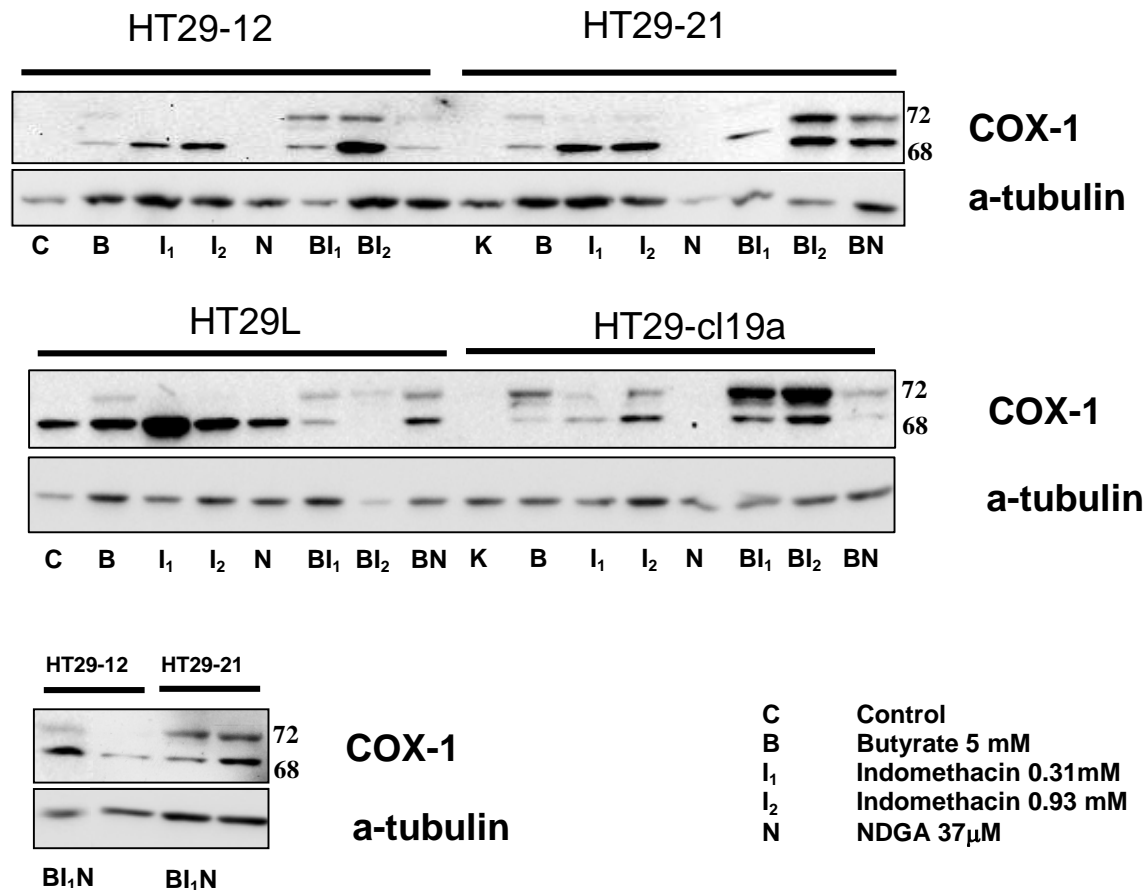 HT29-12 HT29-21
72
COX-1
68
a-tubulin
C B I₁ I₂ N BI₁ BI₂ K B I₁ I₂ N BI₁ BI₂ BN
HT29L HT29-cl19a
72
COX-1
68
a-tubulin
C B I₁ I₂ N BI₁ BI₂ BN K B I₁ I₂ N BI₁ BI₂ BN
HT29-12 HT29-21
72
COX-1
68
a-tubulin
BI₁N BI₁N
C Control
B Butyrate 5 mM
I₁ Indomethacin 0.31mM
I₂ Indomethacin 0.93 mM
N NDGA 37μM